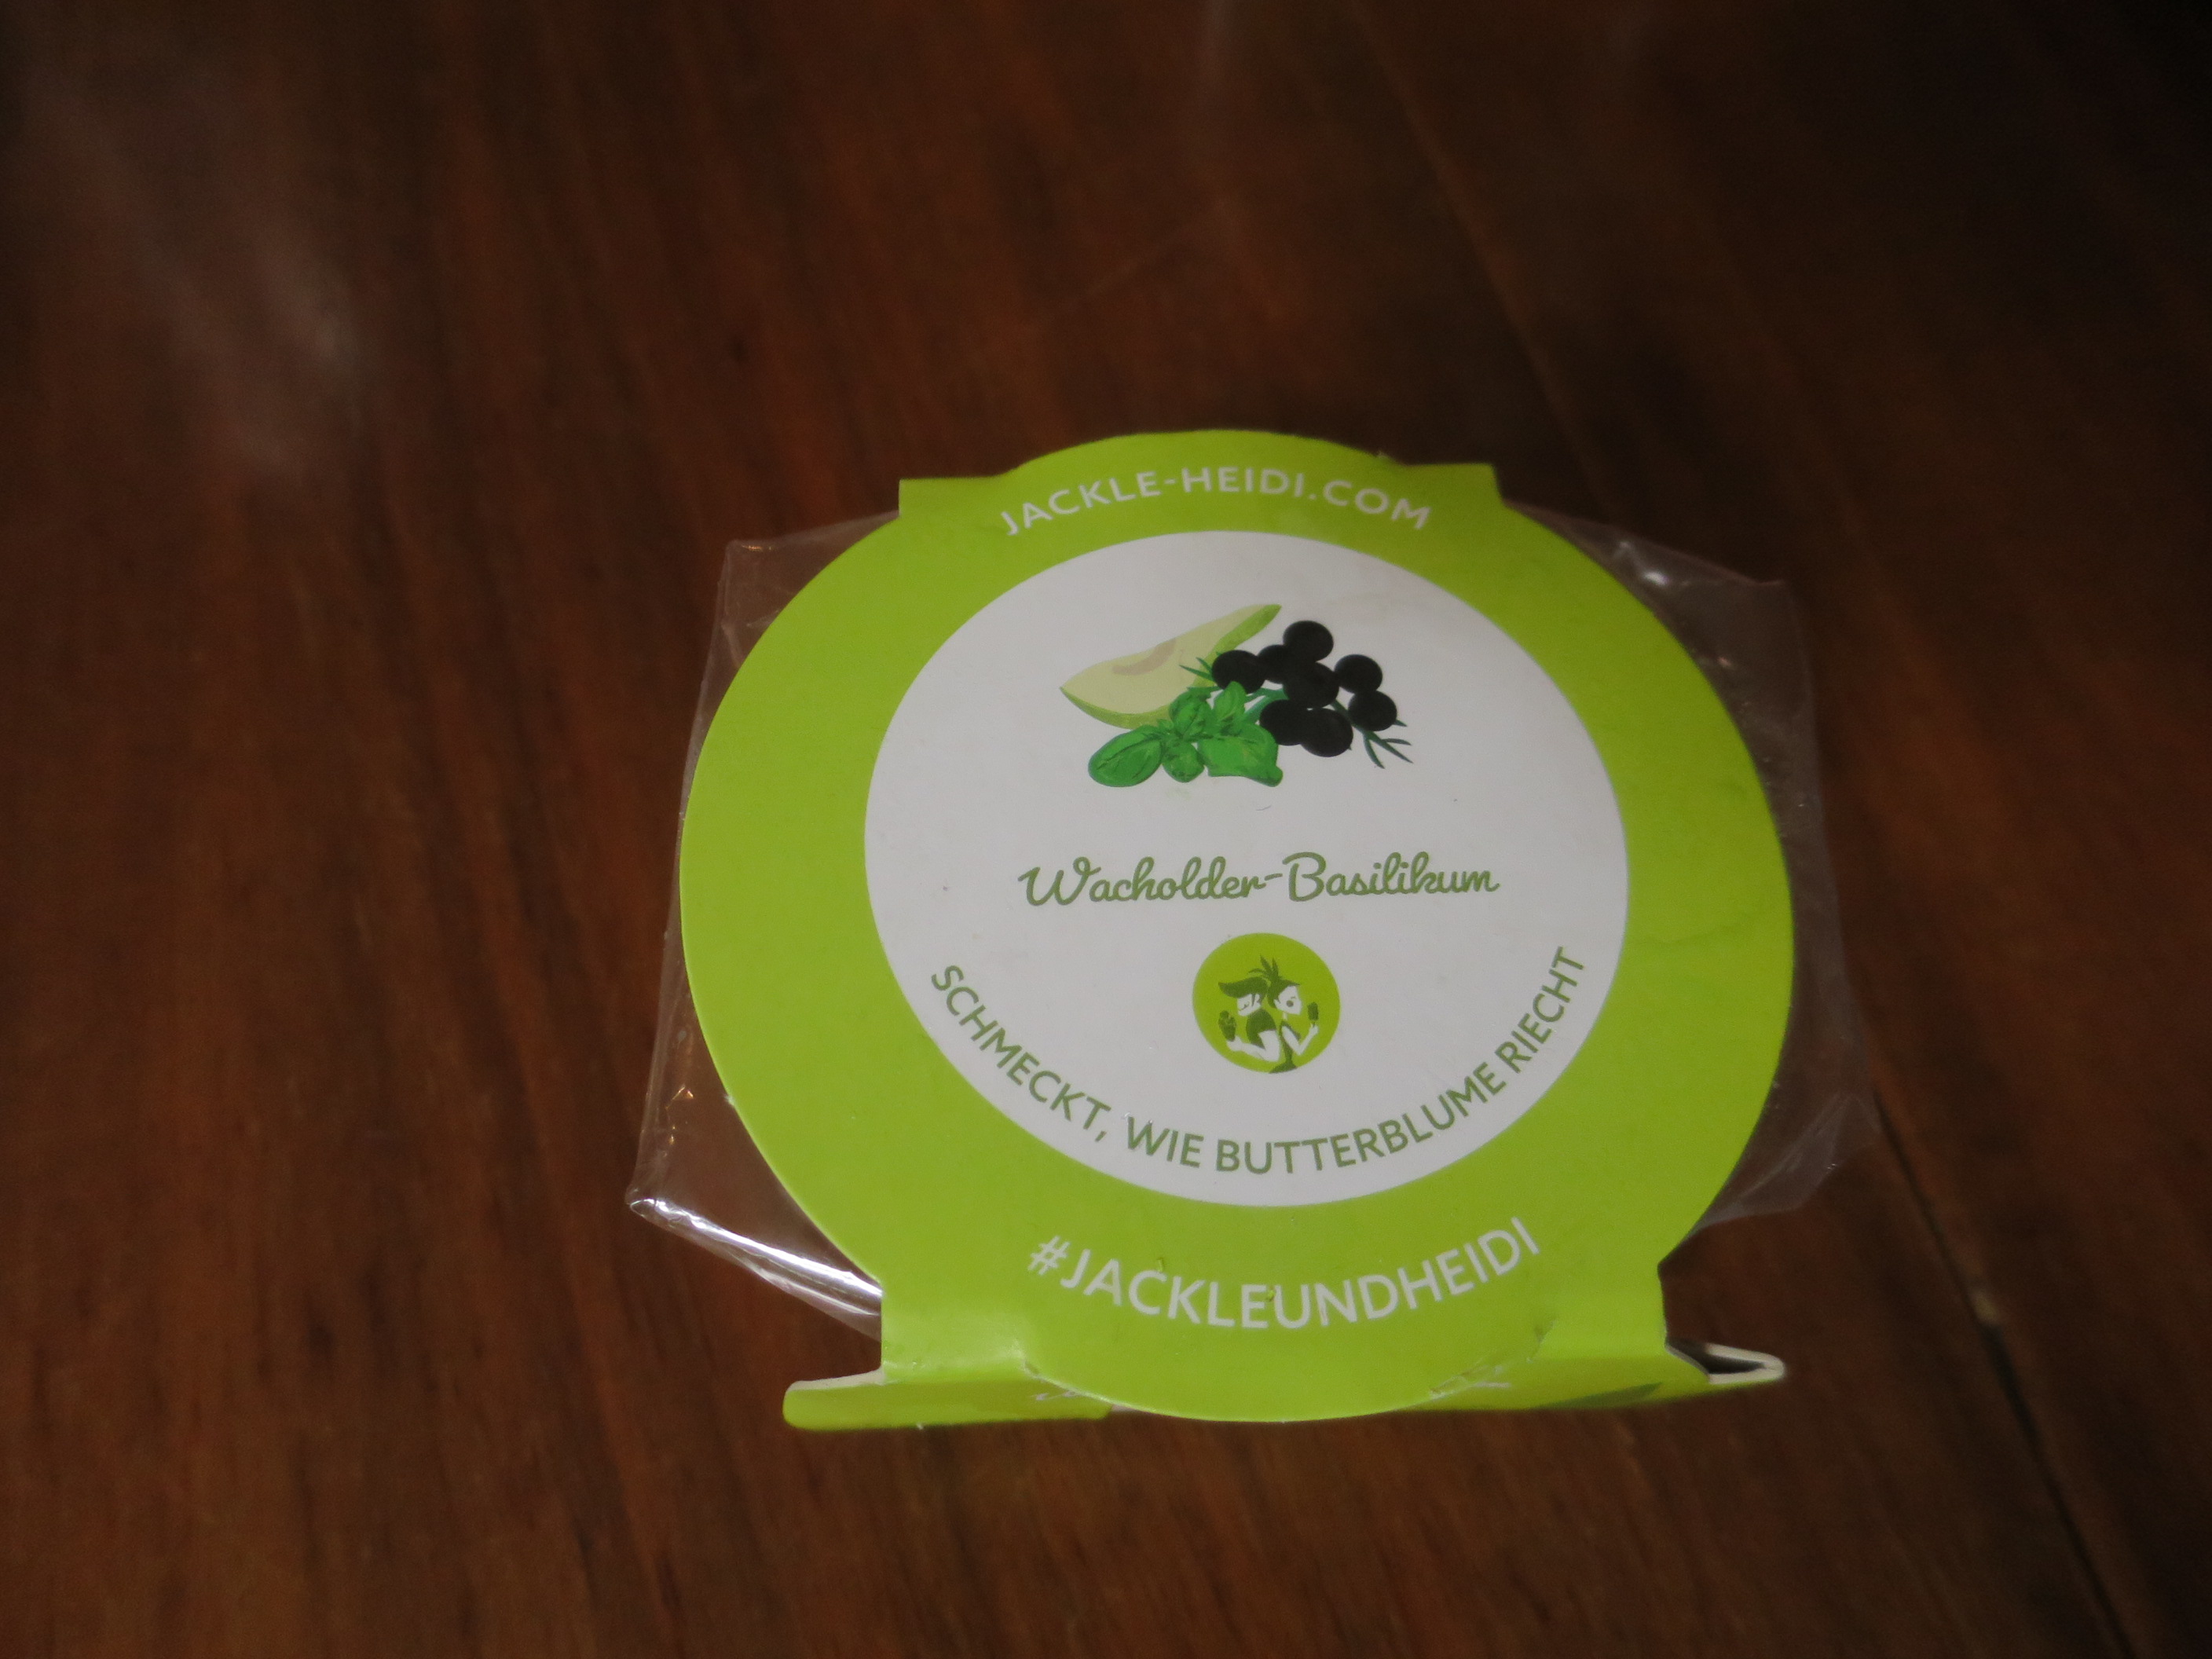 JACKLE-HEIDI.COM
Wacholder-Basilikum
SCHMECKT, WIE BUTTERBLUME RIECHT
#JACKLEUNDHEIDI